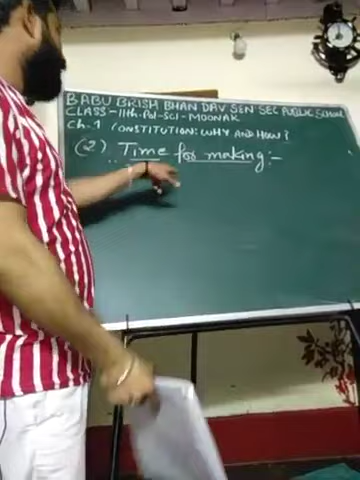 BABU BRISH BHAN DAV SEN SEC PUBLIC SCHOOL
CLASS-11th. Pol-SCI - MOONAK
Ch.1 CONSTITUTION: WHY AND HOW?
(2) Time for making:-